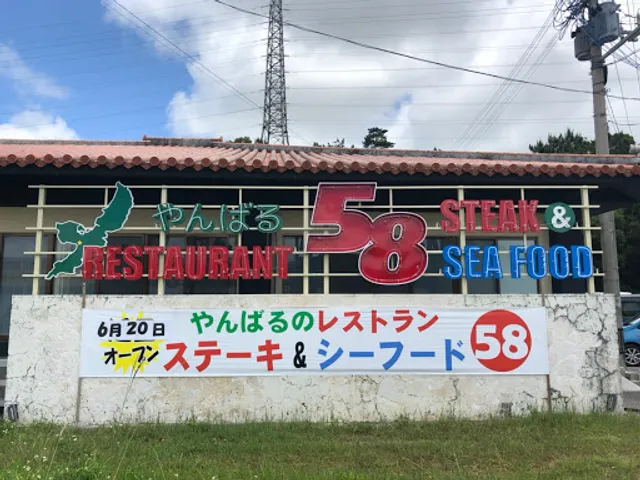 やんばる
RESTAURANT
58
STEAK &
SEA FOOD
6月20日
オープン
やんばるのレストラン
ステーキ & シーフード
58